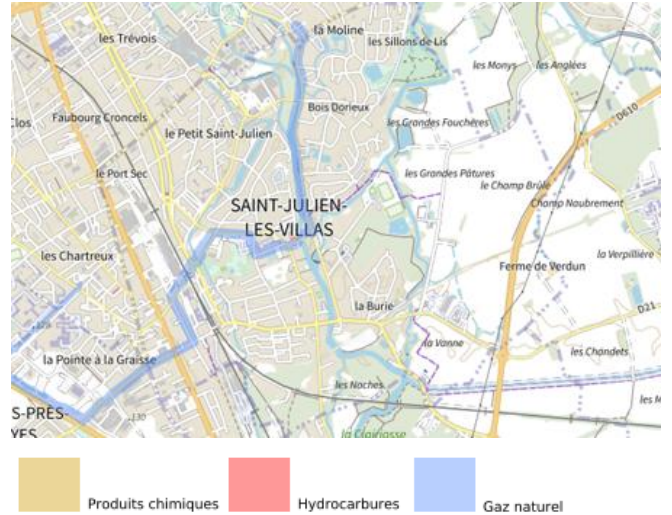 la Moline
les Trévois
les Sillons de Lis
les Monys
les Anglées
Bois Dorieux
D610
Clos
Faubourg Croncels
les Grandes Fouchères
le Petit Saint-Julien
le Port Sec
les Grandes Pâtures
le Champ Brûlé
SAINT-JULIEN-
LES-VILLAS
Champ Naubrement
les Chartreux
la Verpillière
Ferme de Verdun
la Burie
D21
la Vanne
la Pointe à la Graisse
les Chandets
les Noches
S-PRÈS-
130
YES
les M
Produits chimiques
Hydrocarbures
Gaz naturel